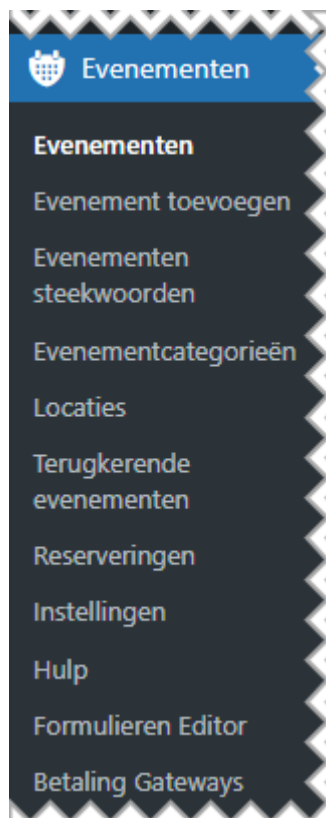 Evenementen
Evenementen
Evenement toevoegen
Evenementen
steekwoorden
Evenementcategorieën
Locaties
Terugkerende
evenementen
Reserveringen
Instellingen
Hulp
Formulieren Editor
Betaling Gateways